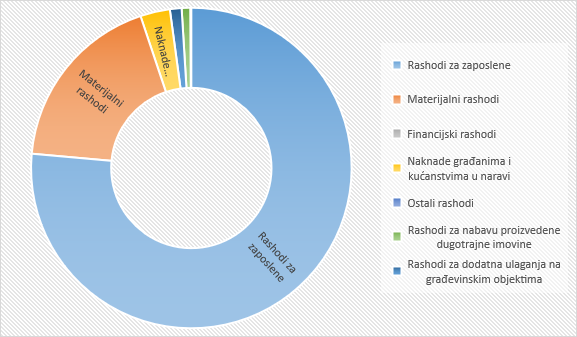 Naknade...
Materijalni
rashodi
Rashodi za
zaposlene
Rashodi za zaposlene
Materijalni rashodi
Financijski rashodi
Naknade građanima i
kućanstvima u naravi
Ostali rashodi
Rashodi za nabavu proizvedene
dugotrajne imovine
Rashodi za dodatna ulaganja na
građevinskim objektima